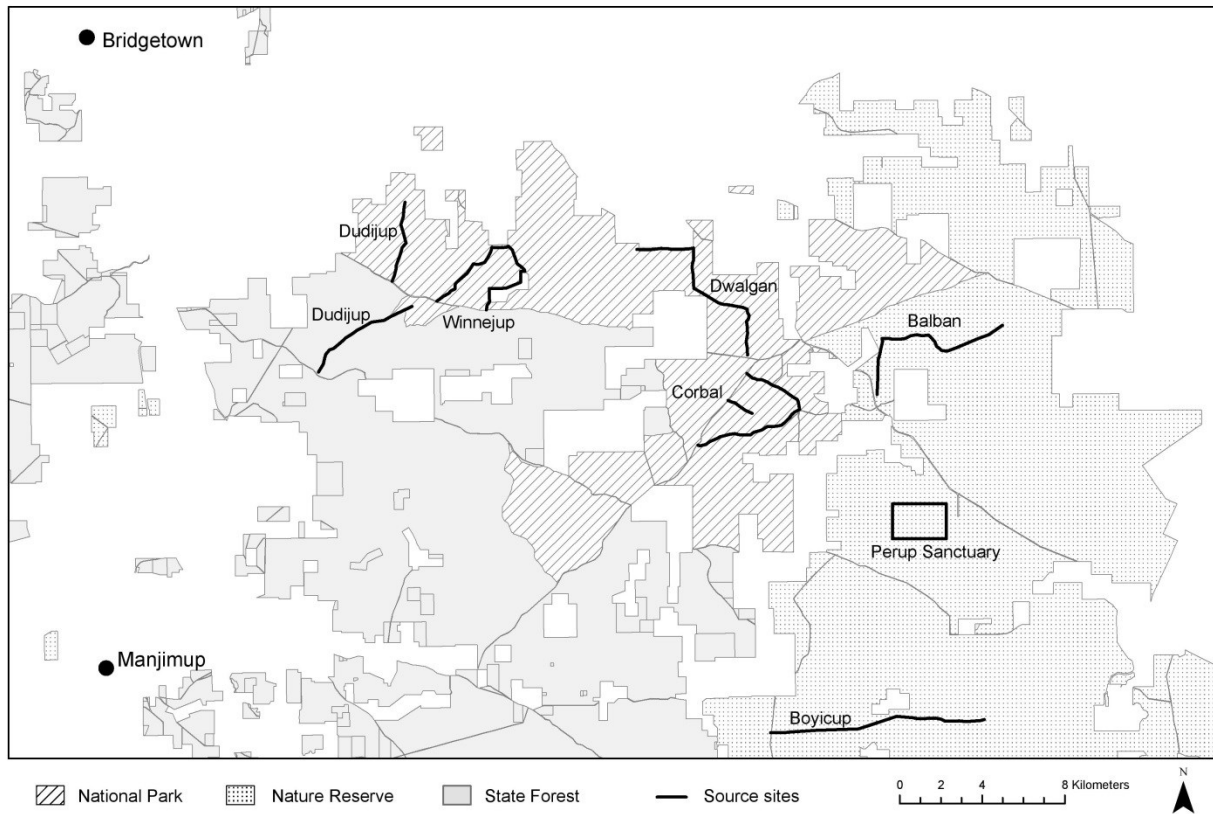 Bridgetown
Dudijup
Dwalgan
Dudijup
Winnejup
Balban
Corbal
Perup Sanctuary
Manjimup
Boyicup
National Park
Nature Reserve
State Forest
Source sites
0 2 4 8 Kilometers
N